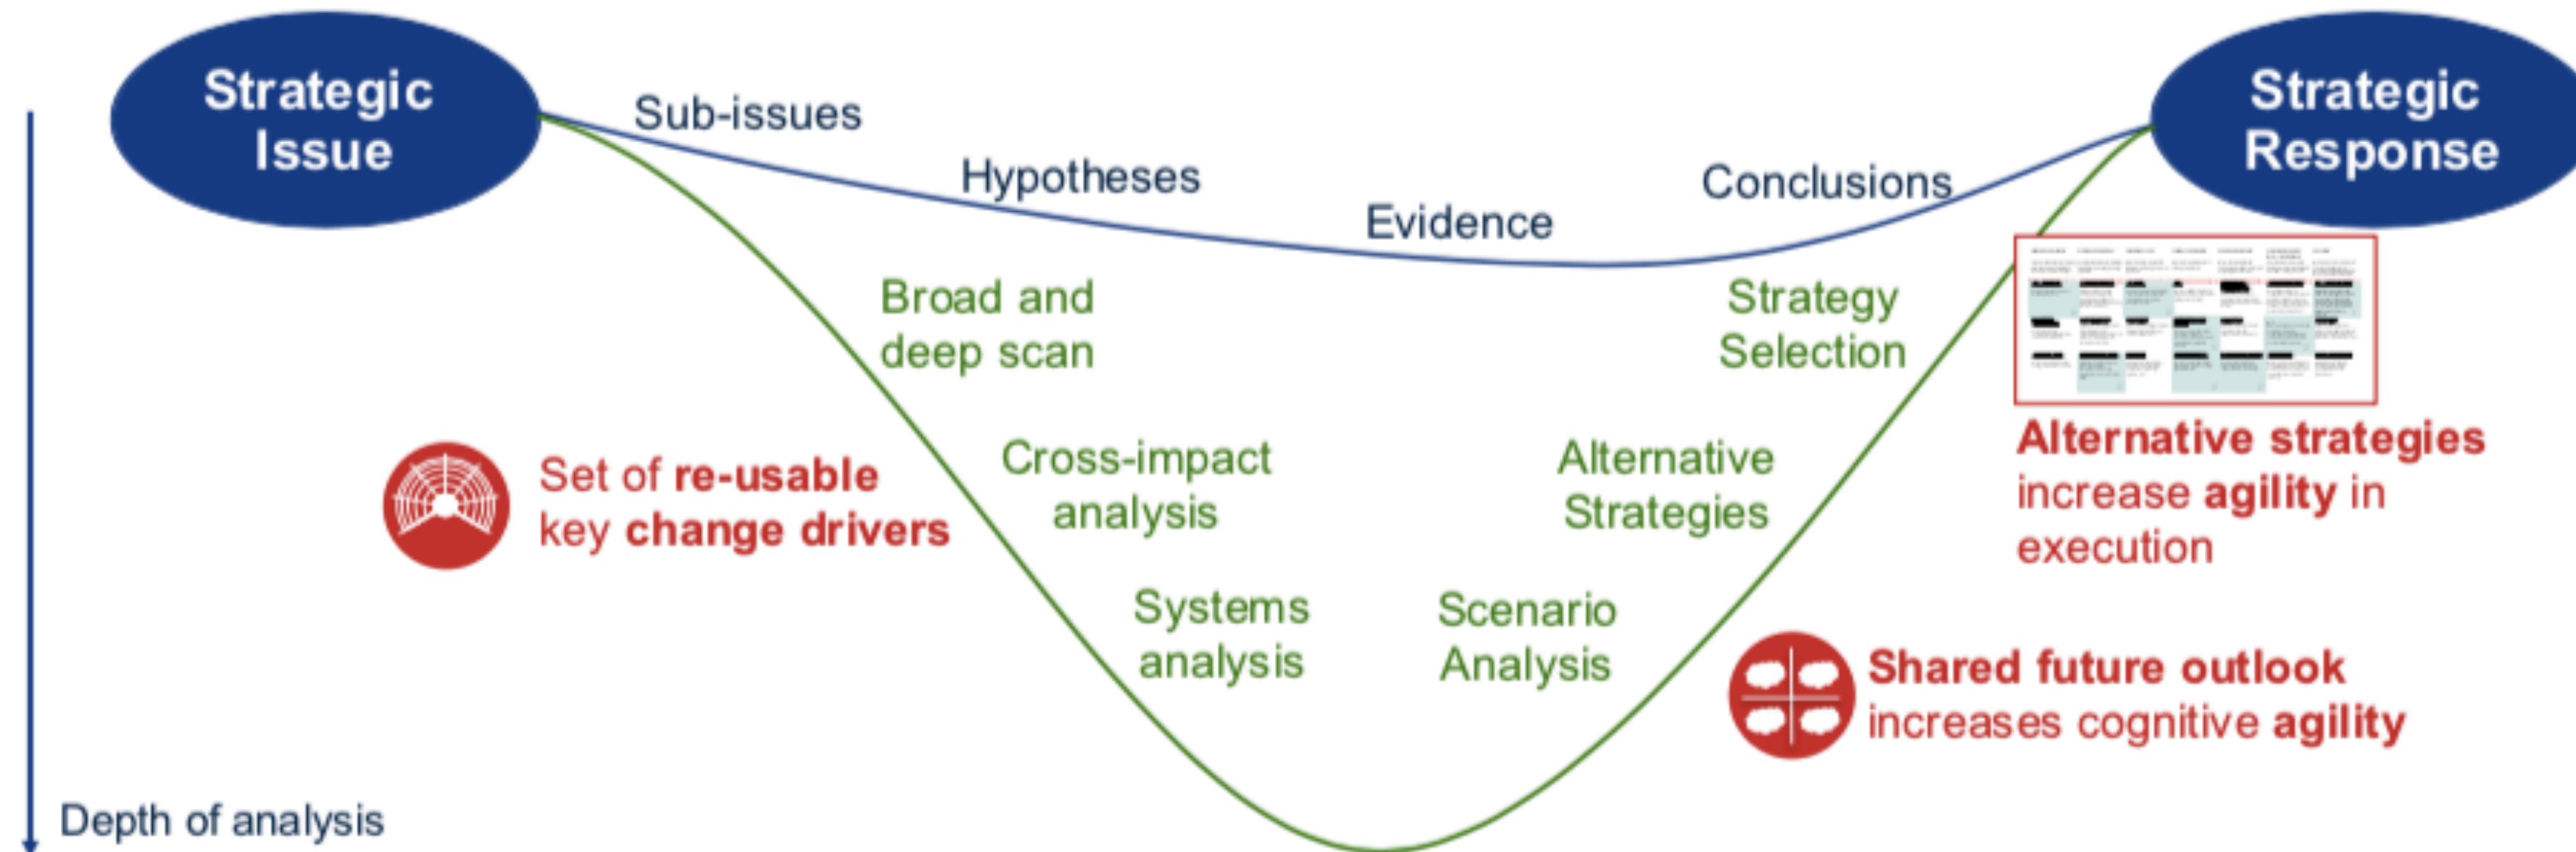 Strategic
Issue
Strategic
Response
Sub-issues
Hypotheses
Evidence
Conclusions
Broad and
deep scan
Strategy
Selection
Cross-impact
analysis
Alternative
Strategies
Systems
analysis
Scenario
Analysis
Set of re-usable
key change drivers
Alternative strategies
increase agility in
execution
Shared future outlook
increases cognitive agility
Depth of analysis